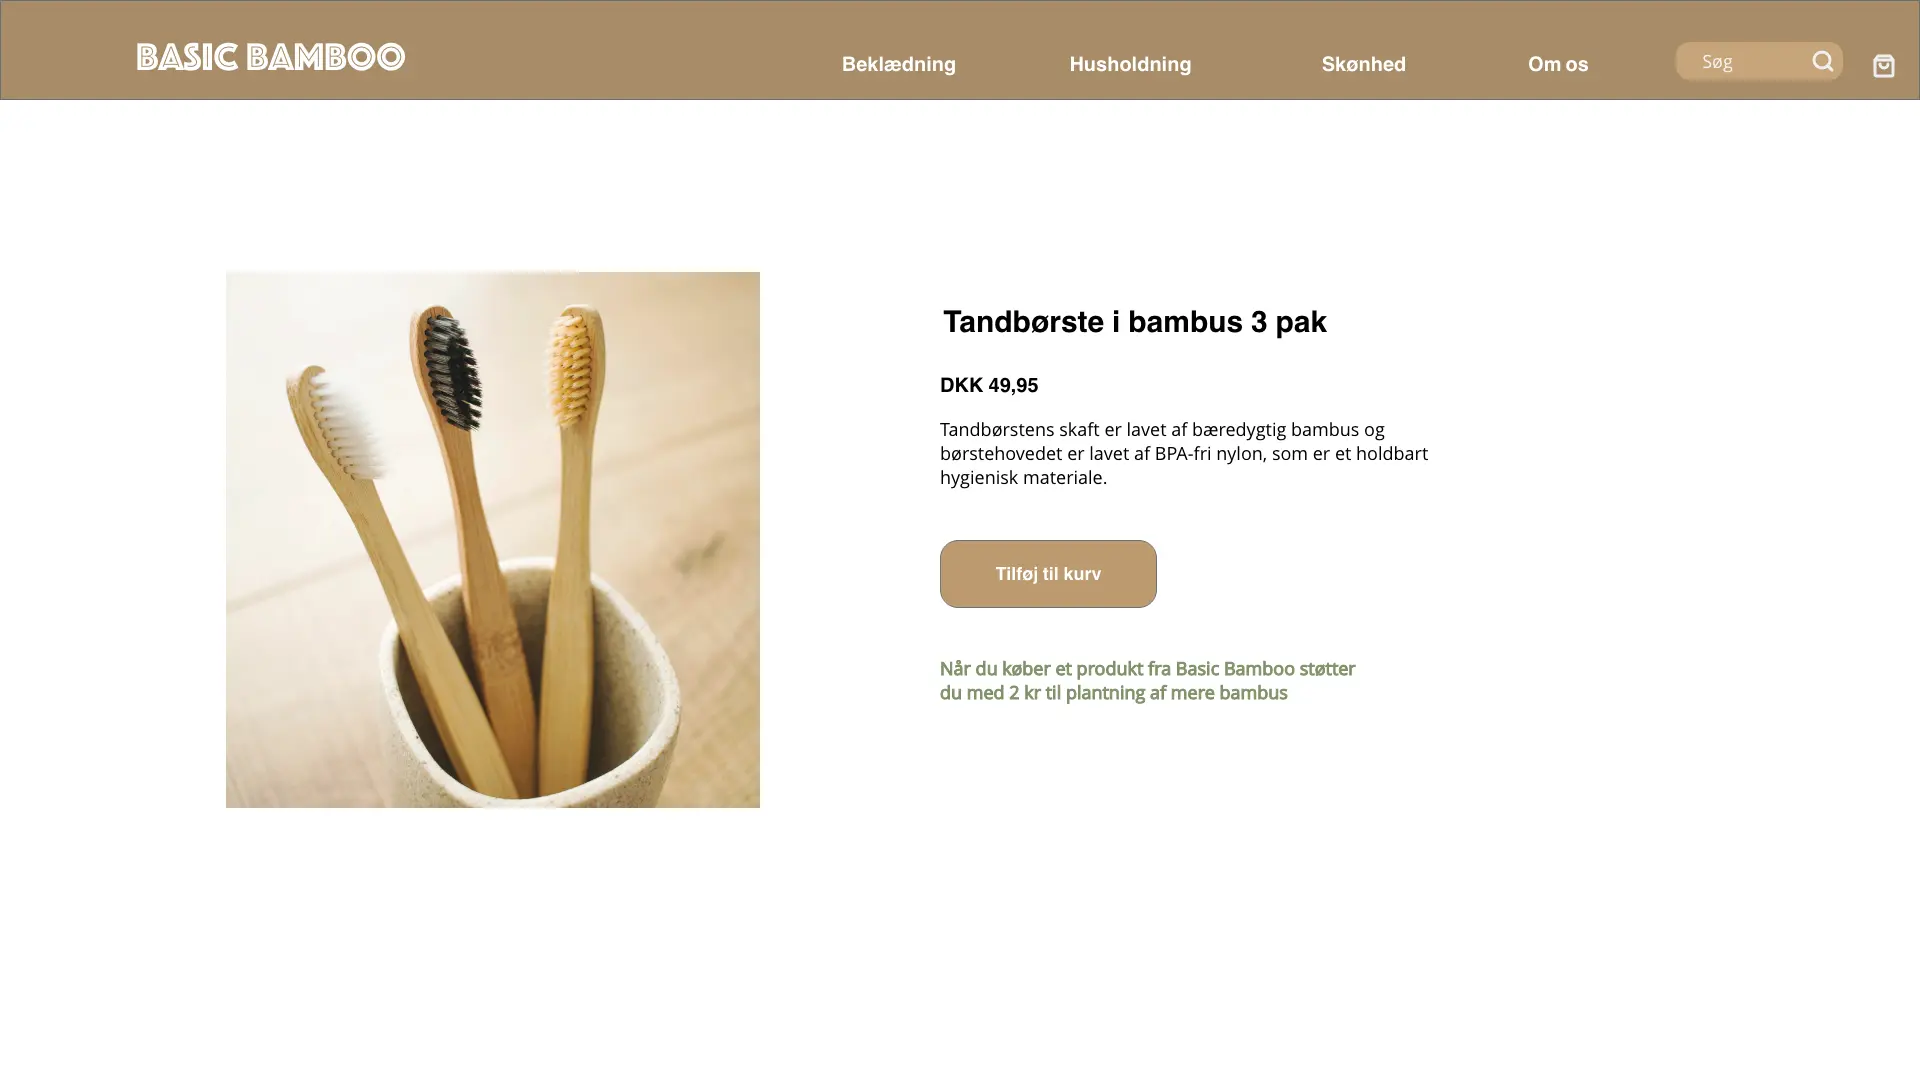 BASIC BAMBOO
Beklædning
Husholdning
Skønhed
Om os
Søg
Tandbørste i bambus 3 pak
DKK 49,95
Tandbørstens skaft er lavet af bæredygtig bambus og
børstehovedet er lavet af BPA-fri nylon, som er et holdbart
hygienisk materiale.
Tilføj til kurv
Når du køber et produkt fra Basic Bamboo støtter
du med 2 kr til plantning af mere bambus